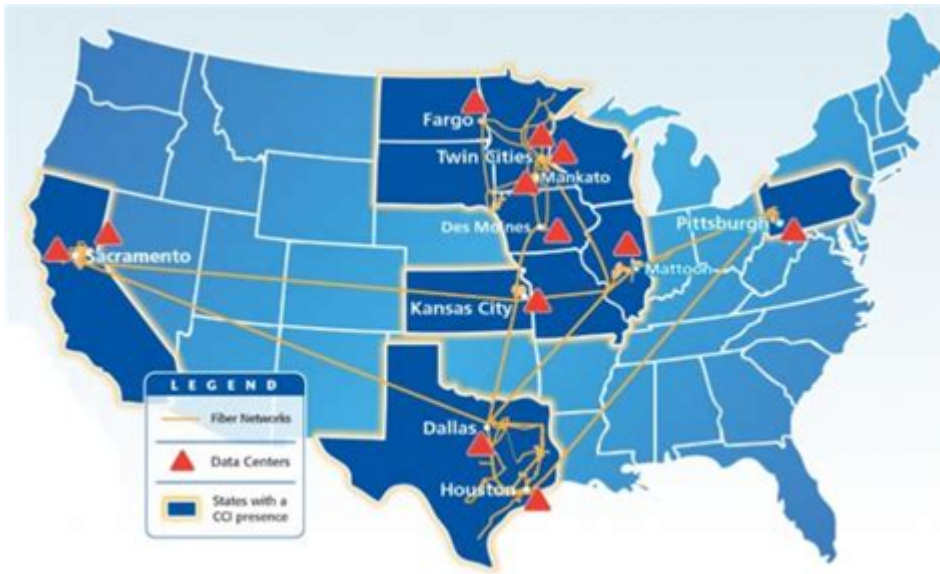 Fargo
Twin Cities
Mankato
Des Moines
Pittsburgh
Sacramento
Mattoon
Kansas City
Dallas
Houston
LEGEND
Fiber Networks
Data Centers
States with a
CCI presence